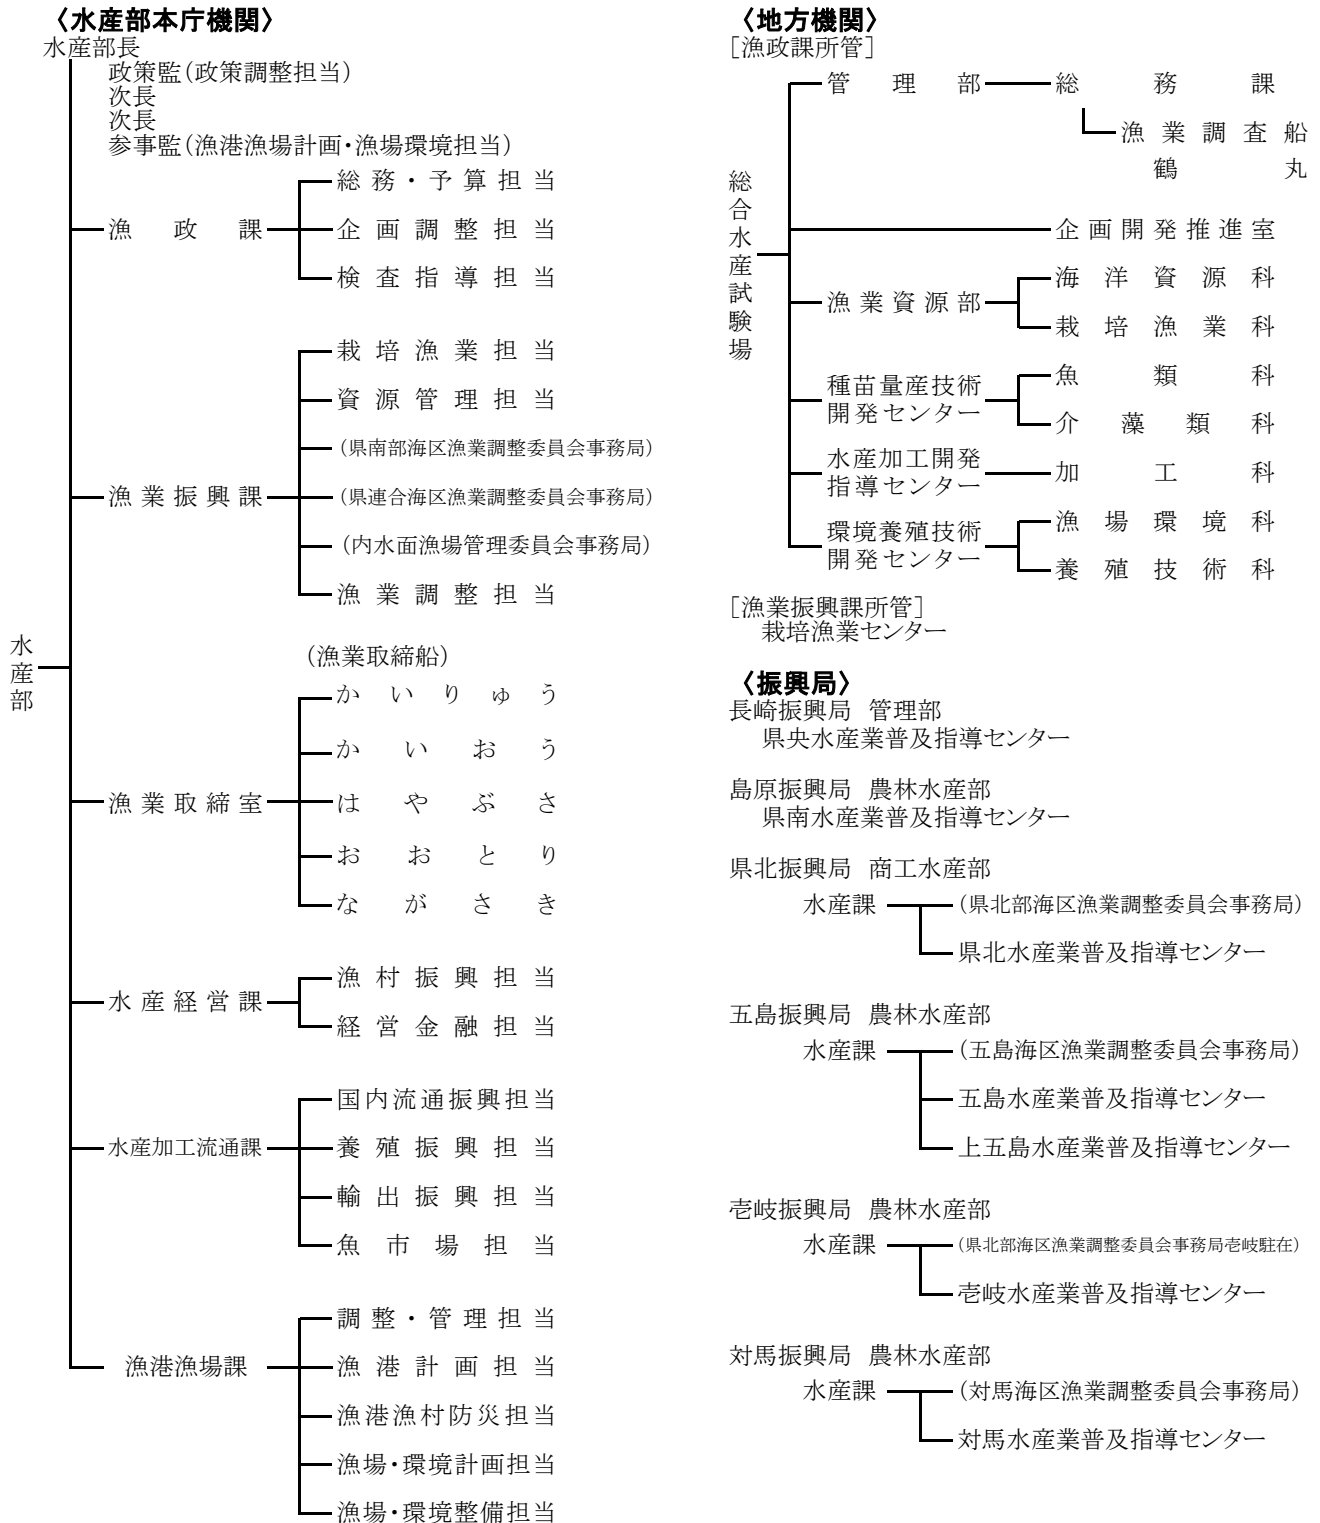 〈水産部本庁機関〉
水産部長
政策監(政策調整担当)
次長
次長
参事監(漁港漁場計画・漁場環境担当)
水産部
漁政課
総務・予算担当
企画調整担当
検査指導担当
漁業振興課
栽培漁業担当
資源管理担当
(県南部海区漁業調整委員会事務局)
(県連合海区漁業調整委員会事務局)
(内水面漁場管理委員会事務局)
漁業調整担当
漁業取締室
(漁業取締船)
かいりゅう
かいおう
はやぶさ
おおとり
ながさき
水産経営課
漁村振興担当
経営金融担当
水産加工流通課
国内流通振興担当
養殖振興担当
輸出振興担当
魚市場担当
漁港漁場課
調整・管理担当
漁港計画担当
漁港漁村防災担当
漁場・環境計画担当
漁場・環境整備担当
〈地方機関〉
[漁政課所管]
総合水産試験場
管理部
総務課
漁業調査船
鶴丸
企画開発推進室
漁業資源部
海洋資源科
栽培漁業科
種苗量産技術
開発センター
魚類科
介藻類科
水産加工開発
指導センター
加工科
環境養殖技術
開発センター
漁場環境科
養殖技術科
[漁業振興課所管]
栽培漁業センター
〈振興局〉
長崎振興局 管理部
県央水産業普及指導センター
島原振興局 農林水産部
県南水産業普及指導センター
県北振興局 商工水産部
水産課
(県北部海区漁業調整委員会事務局)
県北水産業普及指導センター
五島振興局 農林水産部
水産課
(五島海区漁業調整委員会事務局)
五島水産業普及指導センター
上五島水産業普及指導センター
壱岐振興局 農林水産部
水産課
(県北部海区漁業調整委員会事務局壱岐駐在)
壱岐水産業普及指導センター
対馬振興局 農林水産部
水産課
(対馬海区漁業調整委員会事務局)
対馬水産業普及指導センター